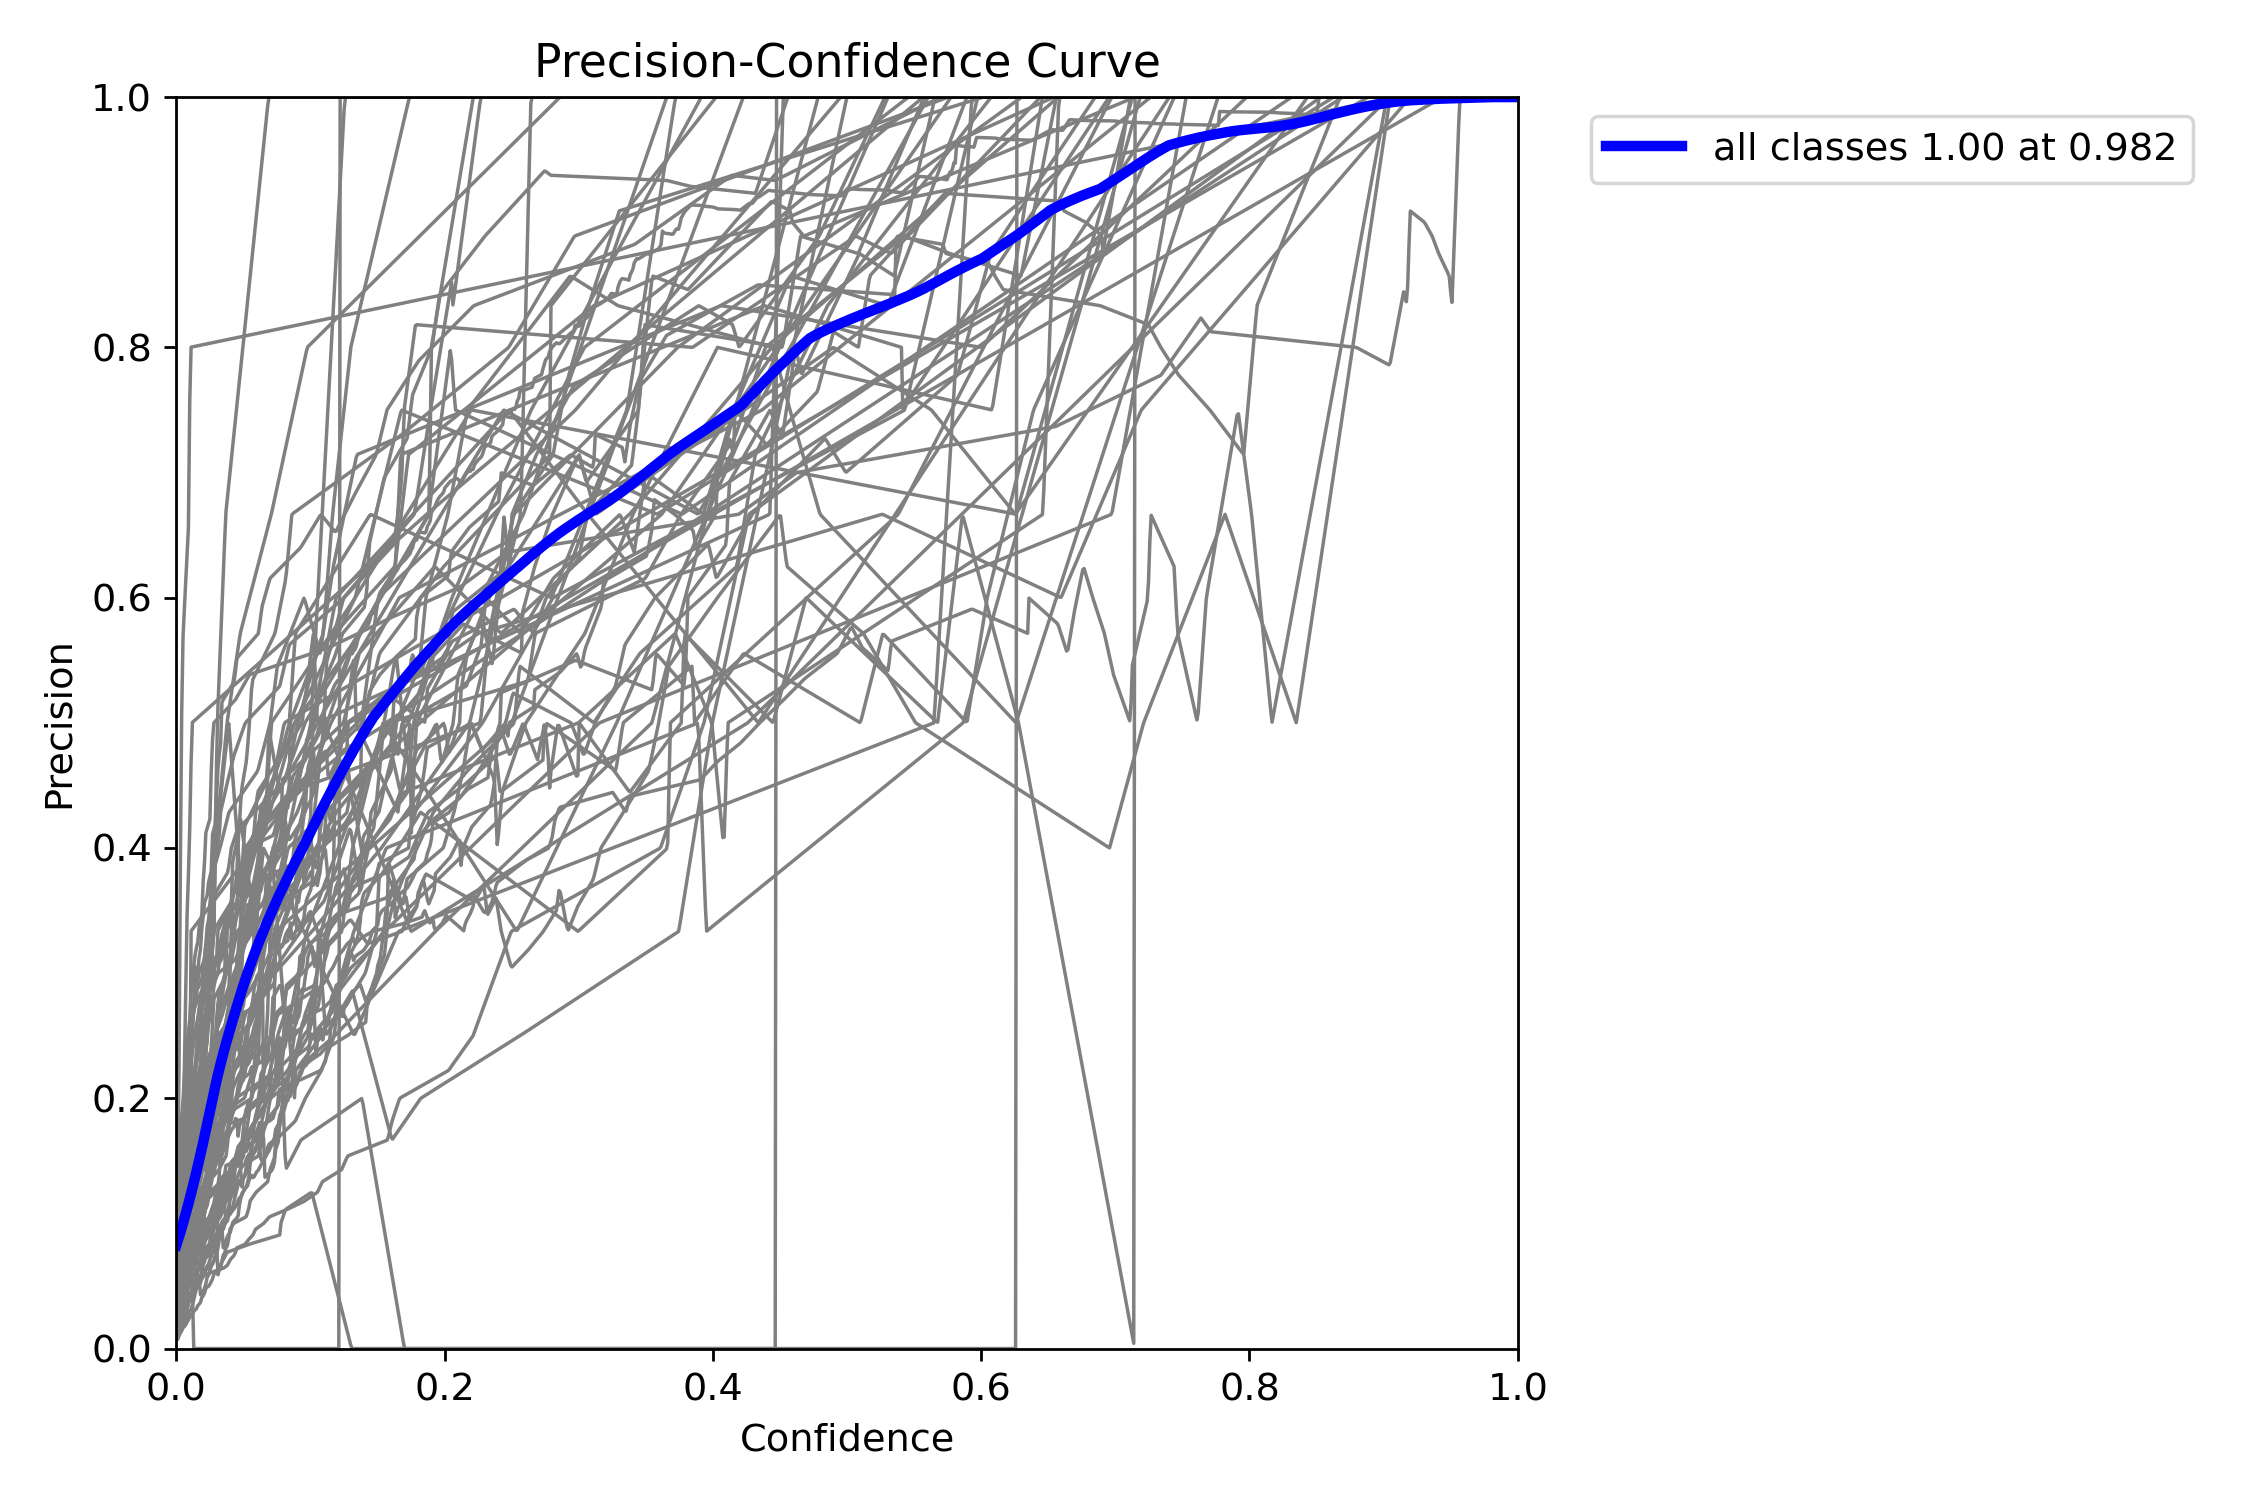 Precision-Confidence Curve
1.0
0.8
0.6
0.4
0.2
0.0
Precision
0.0 0.2 0.4 0.6 0.8 1.0
Confidence
all classes 1.00 at 0.982